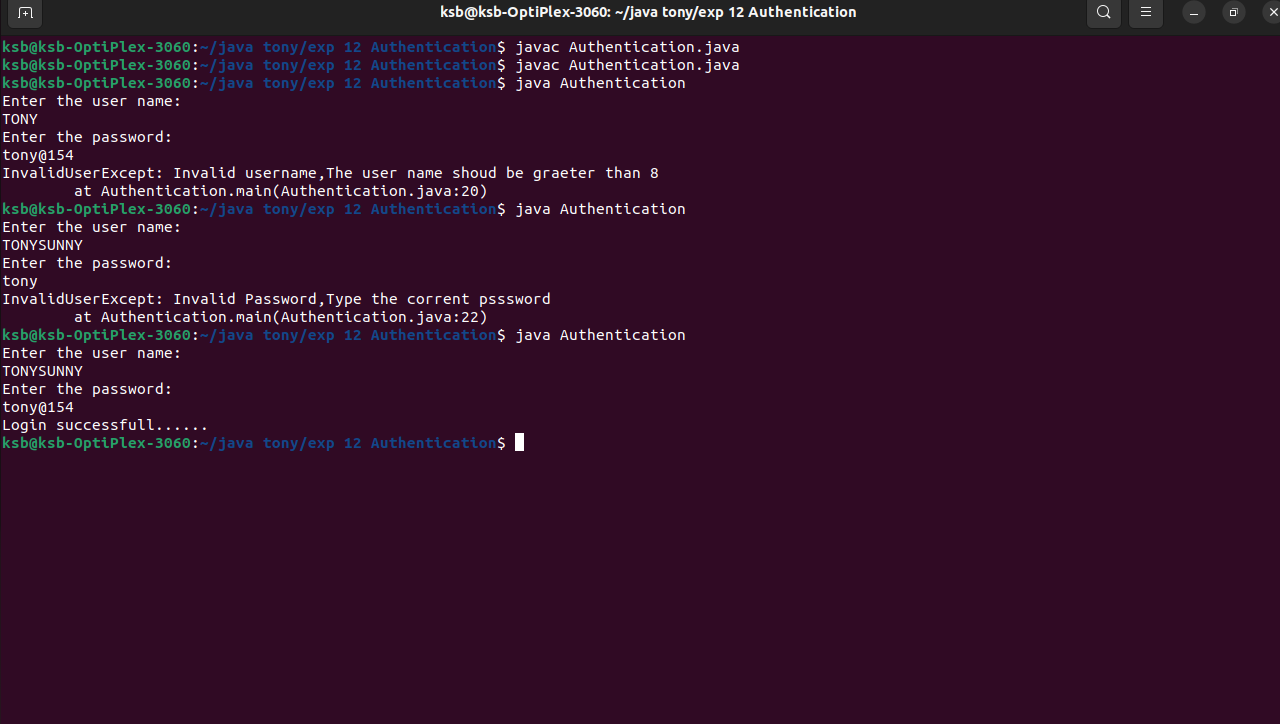 ksb@ksb-OptiPlex-3060: ~/java tony/exp 12 Authentication
ksb@ksb-OptiPlex-3060:~/java tony/exp 12 Authentication$ javac Authentication.java
ksb@ksb-OptiPlex-3060:~/java tony/exp 12 Authentication$ javac Authentication.java
ksb@ksb-OptiPlex-3060:~/java tony/exp 12 Authentication$ java Authentication
Enter the user name:
TONY
Enter the password:
tony@154
InvalidUserExcept: Invalid username,The user name shoud be graeter than 8
        at Authentication.main(Authentication.java:20)
ksb@ksb-OptiPlex-3060:~/java tony/exp 12 Authentication$ java Authentication
Enter the user name:
TONYSUNNY
Enter the password:
tony
InvalidUserExcept: Invalid Password,Type the corrent psssword
        at Authentication.main(Authentication.java:22)
ksb@ksb-OptiPlex-3060:~/java tony/exp 12 Authentication$ java Authentication
Enter the user name:
TONYSUNNY
Enter the password:
tony@154
Login successfull......
ksb@ksb-OptiPlex-3060:~/java tony/exp 12 Authentication$